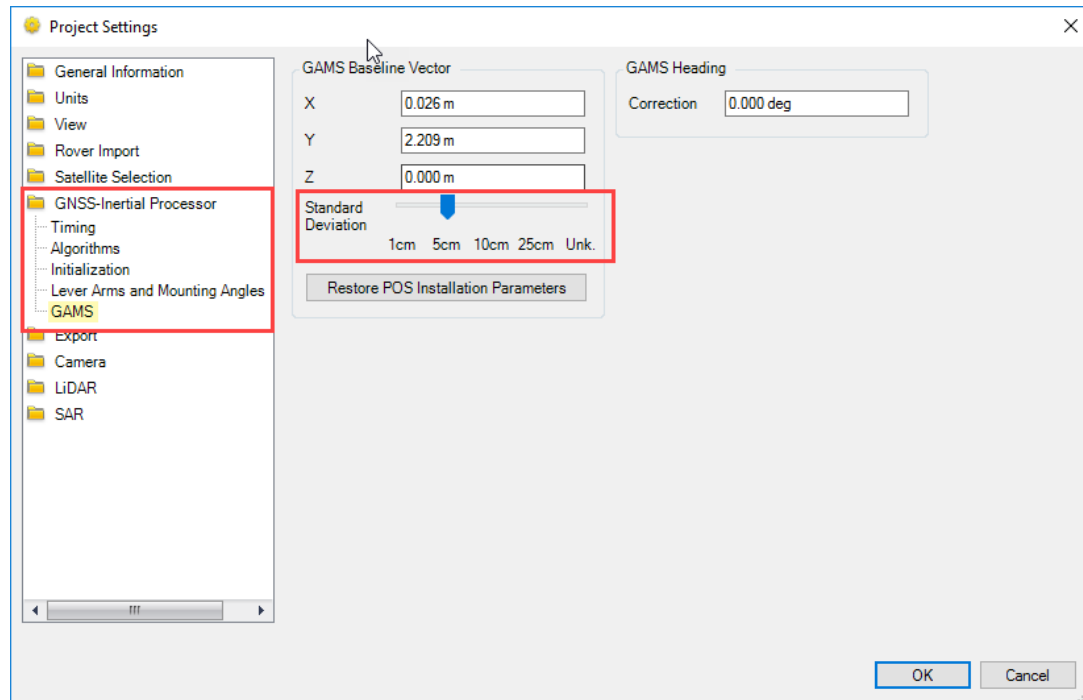 Project Settings
General Information
Units
View
Rover Import
Satellite Selection
GNSS-Inertial Processor
Timing
Algorithms
Initialization
Lever Arms and Mounting Angles
GAMS
Export
Camera
LiDAR
SAR
GAMS Baseline Vector
X 0.026 m
Y 2.209 m
Z 0.000 m
Standard
Deviation
1cm 5cm 10cm 25cm Unk.
Restore POS Installation Parameters
GAMS Heading
Correction 0.000 deg
OK Cancel